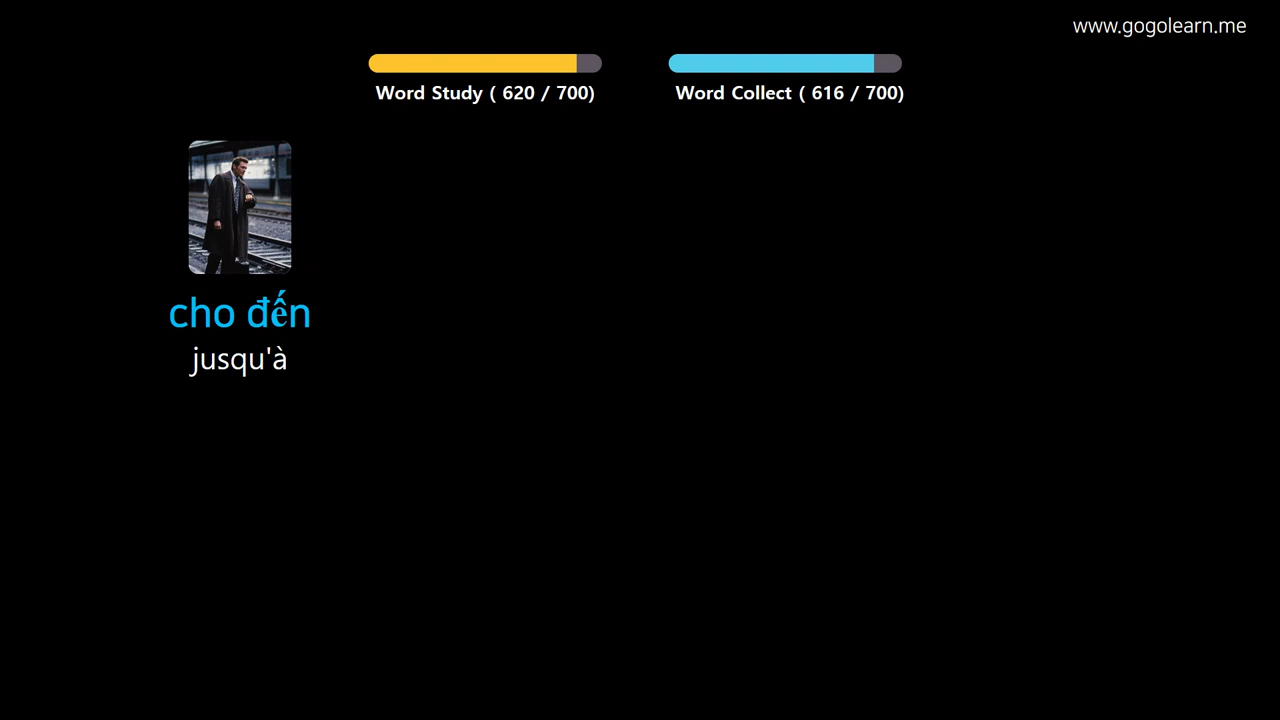 www.gogolearn.me
Word Study ( 620 / 700)
Word Collect ( 616 / 700)
cho đến
jusqu'à